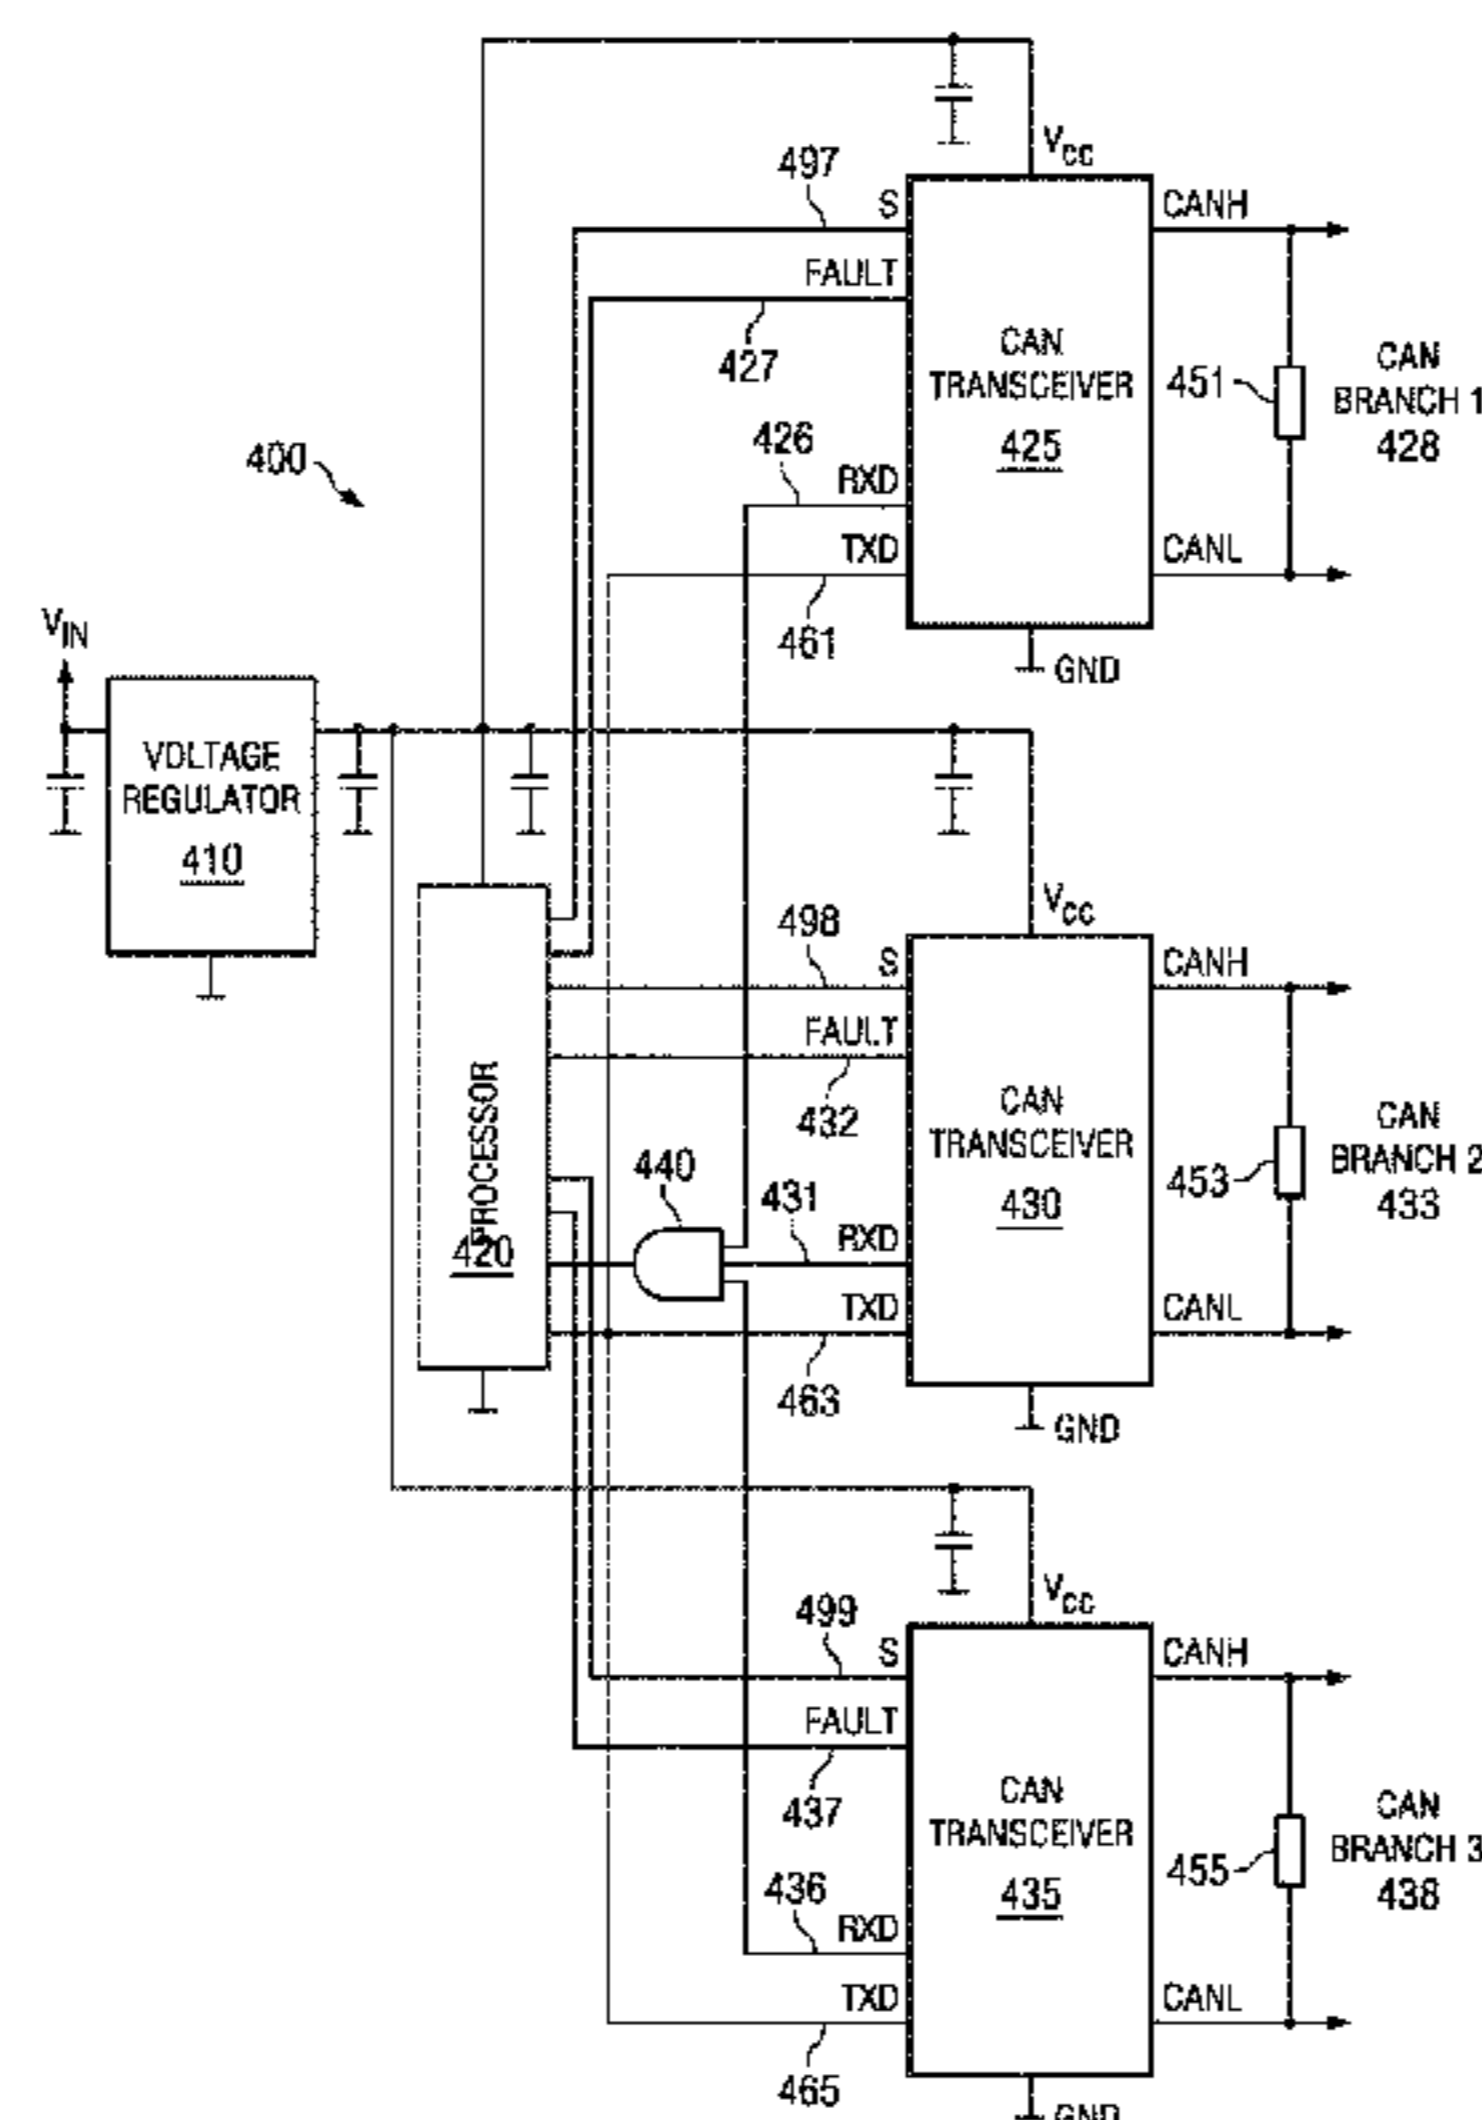 V_CC
497
S
CANH
FAULT
427
CAN
TRANSCEIVER
425
451
CAN
BRANCH 1
428
426
RXD
400
TXD
CANL
461
GND
V_IN
VOLTAGE
REGULATOR
410
V_CC
498
S
CANH
FAULT
432
PROCESSOR
420
CAN
TRANSCEIVER
430
453
CAN
BRANCH 2
433
440
431
RXD
TXD
CANL
463
GND
V_CC
499
S
CANH
FAULT
437
CAN
TRANSCEIVER
435
455
CAN
BRANCH 3
438
436
RXD
TXD
CANL
465
GND